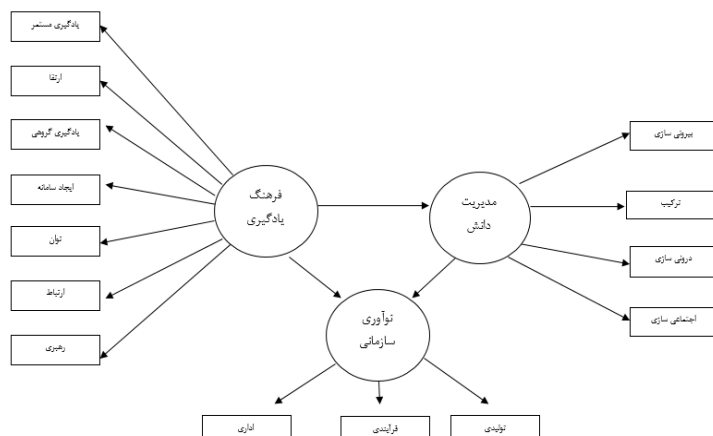 یادگیری مستمر
ارتقا
یادگیری گروهی
ایجاد سامانه
توان
ارتباط
رهبری
فرهنگ
یادگیری
مدیریت
دانش
نوآوری
سازمانی
بیرونی سازی
ترکیب
درونی سازی
اجتماعی سازی
اداری
فرآیندی
تولیدی